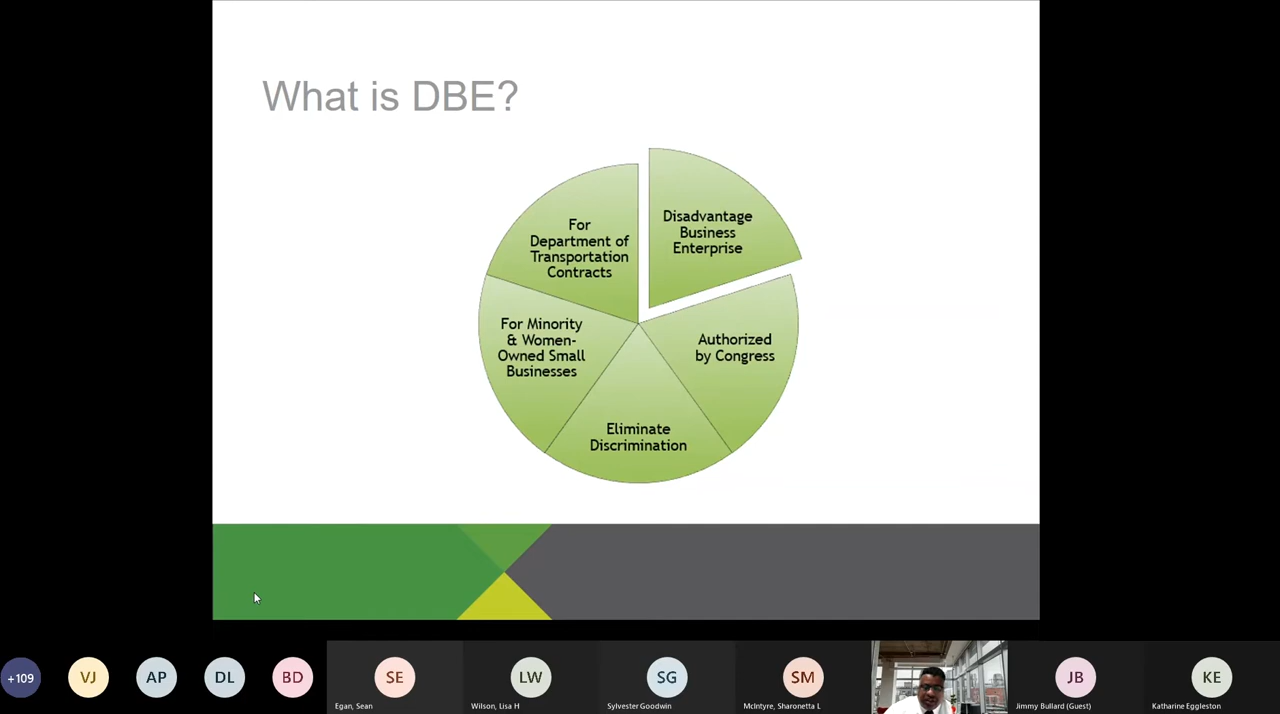 What is DBE?
For
Department of
Transportation
Contracts
Disadvantage
Business
Enterprise
For Minority
& Women-
Owned Small
Businesses
Authorized
by Congress
Eliminate
Discrimination
+109
VJ
AP
DL
BD
SE
LW
SG
SM
JB
KE
Egan, Sean
Wilson, Lisa H
Sylvester Goodwin
McIntyre, Sharonetta L
Jimmy Bullard (Guest)
Katharine Eggleston